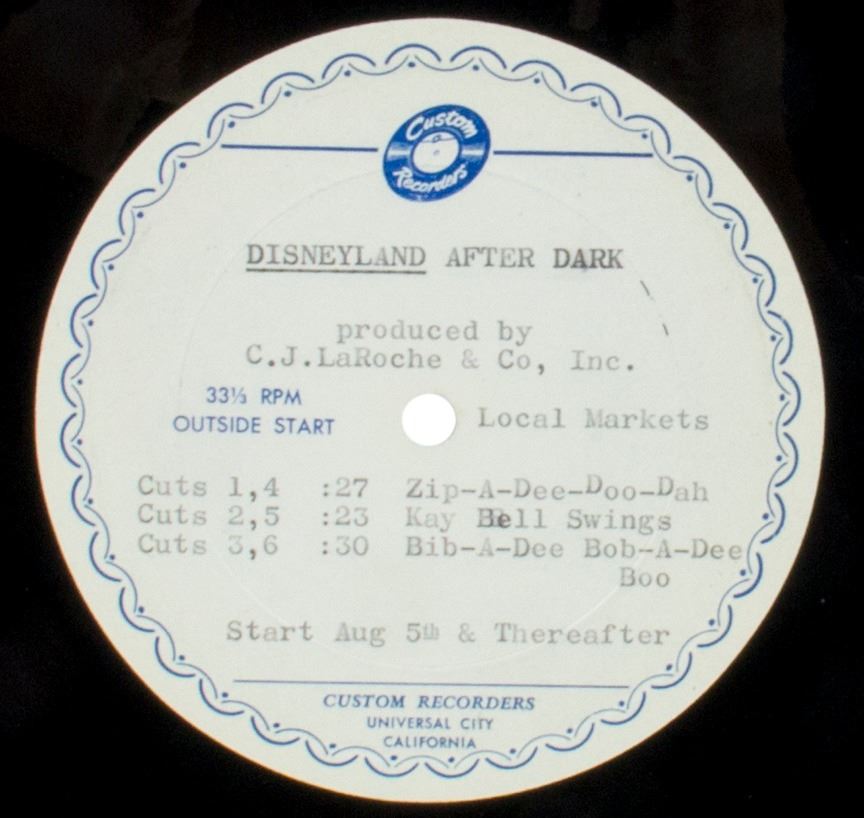 Custom
Recorders
DISNEYLAND AFTER DARK
produced by
C.J.LaRoche & Co, Inc.
33⅓ RPM
OUTSIDE START
Local Markets
Cuts 1,4 :27 Zip-A-Dee-Doo-Dah
Cuts 2,5 :23 Kay Bell Swings
Cuts 3,6 :30 Bib-A-Dee Bob-A-Dee
Boo
Start Aug 5th & Thereafter
CUSTOM RECORDERS
UNIVERSAL CITY
CALIFORNIA